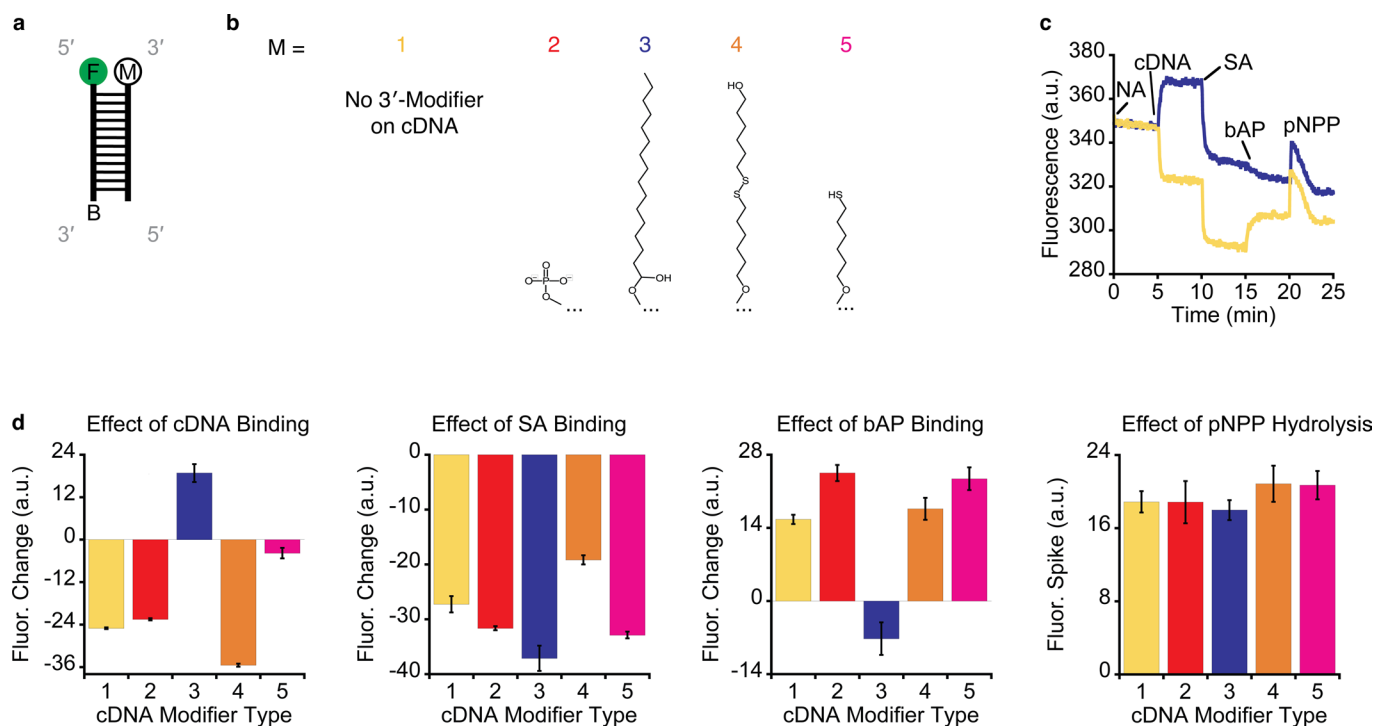 a
5′
3′
F
M
B
3′
5′
b
M =
1
2
3
4
5
No 3′-Modifier
on cDNA
O
O⁻
P
O⁻
O
...
OH
O
...
HO
S
S
O
...
HS
O
...
c
Fluorescence (a.u.)
380
360
340
320
300
280
NA
cDNA
SA
bAP
pNPP
0 5 10 15 20 25
Time (min)
d
Effect of cDNA Binding
Fluor. Change (a.u.)
24
12
0
-12
-24
-36
1 2 3 4 5
cDNA Modifier Type
Effect of SA Binding
Fluor. Change (a.u.)
0
-10
-20
-30
-40
1 2 3 4 5
cDNA Modifier Type
Effect of bAP Binding
Fluor. Change (a.u.)
28
14
0
-14
1 2 3 4 5
cDNA Modifier Type
Effect of pNPP Hydrolysis
Fluor. Spike (a.u.)
24
16
8
0
1 2 3 4 5
cDNA Modifier Type